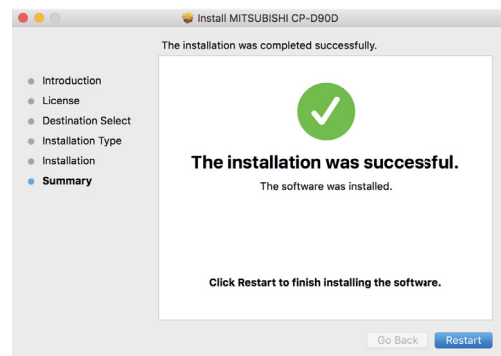 Install MITSUBISHI CP-D90D
The installation was completed successfully.
Introduction
License
Destination Select
Installation Type
Installation
Summary
The installation was successful.
The software was installed.
Click Restart to finish installing the software.
Go Back
Restart